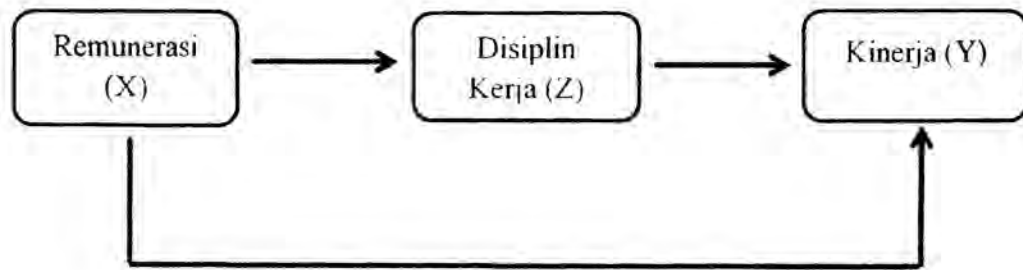 Remunerasi
(X)
Disiplin
Kerja (Z)
Kinerja (Y)